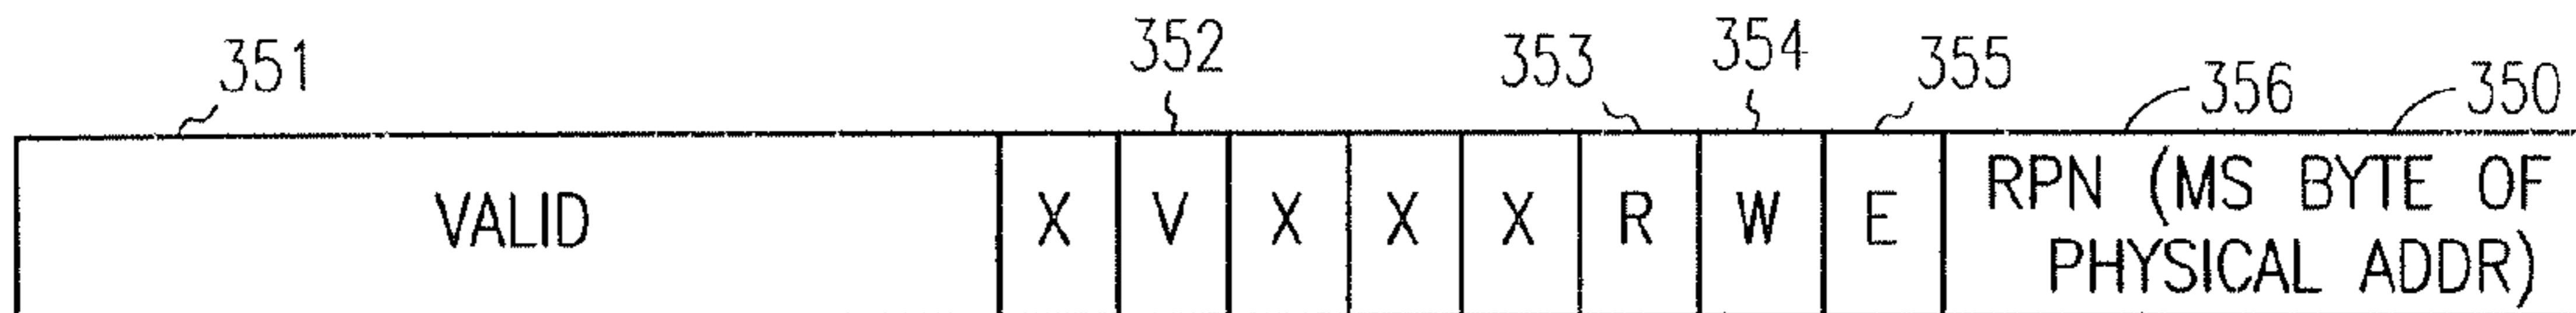 351 352 353 354 355 356 350
VALID X V X X X R W E RPN (MS BYTE OF
PHYSICAL ADDR)